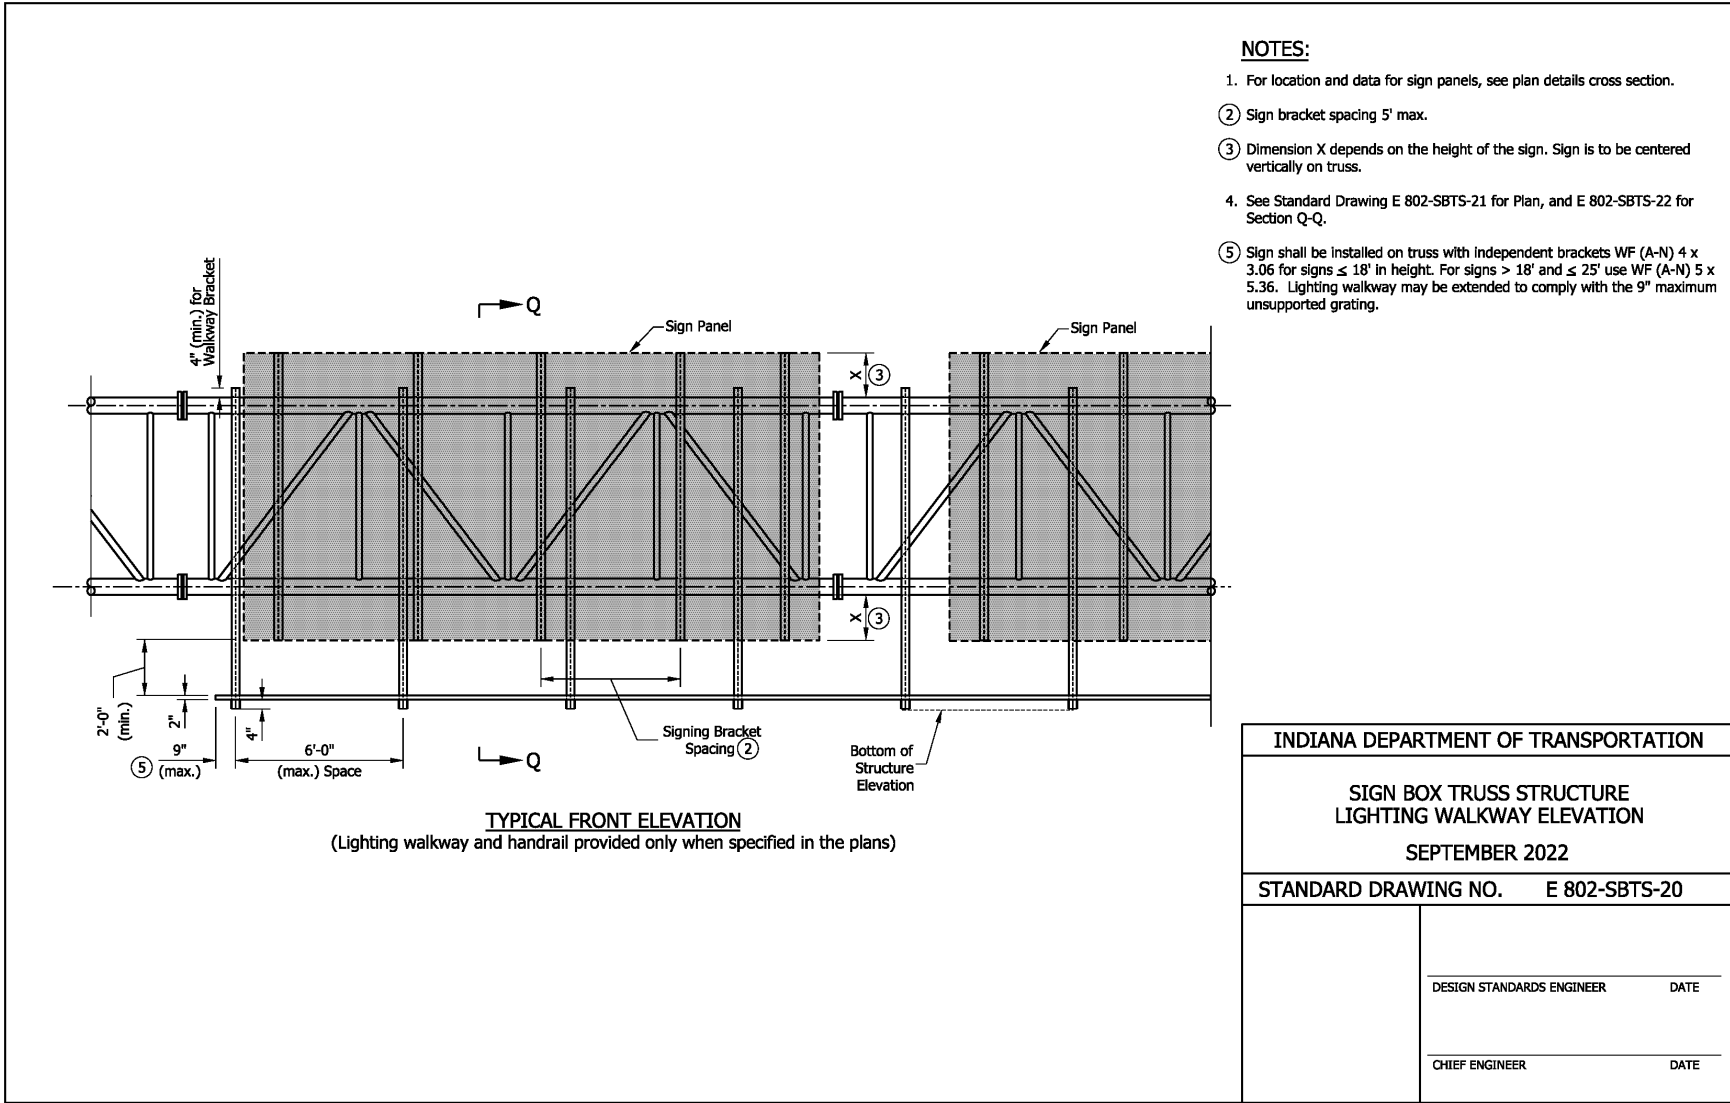 NOTES:
1. For location and data for sign panels, see plan details cross section.
2 Sign bracket spacing 5' max.
3 Dimension X depends on the height of the sign. Sign is to be centered
vertically on truss.
4. See Standard Drawing E 802-SBTS-21 for Plan, and E 802-SBTS-22 for
Section Q-Q.
5 Sign shall be installed on truss with independent brackets WF (A-N) 4 x
3.06 for signs ≤ 18' in height. For signs > 18' and ≤ 25' use WF (A-N) 5 x
5.36. Lighting walkway may be extended to comply with the 9" maximum
unsupported grating.
4" (min.) for
Walkway Bracket
Q
Sign Panel
Sign Panel
X 3
X 3
2'-0"
(min.)
2"
4"
9"
5 (max.)
6'-0"
(max.) Space
Signing Bracket
Spacing 2
Q
Bottom of
Structure
Elevation
TYPICAL FRONT ELEVATION
(Lighting walkway and handrail provided only when specified in the plans)
INDIANA DEPARTMENT OF TRANSPORTATION
SIGN BOX TRUSS STRUCTURE
LIGHTING WALKWAY ELEVATION
SEPTEMBER 2022
STANDARD DRAWING NO. E 802-SBTS-20
DESIGN STANDARDS ENGINEER DATE
CHIEF ENGINEER DATE